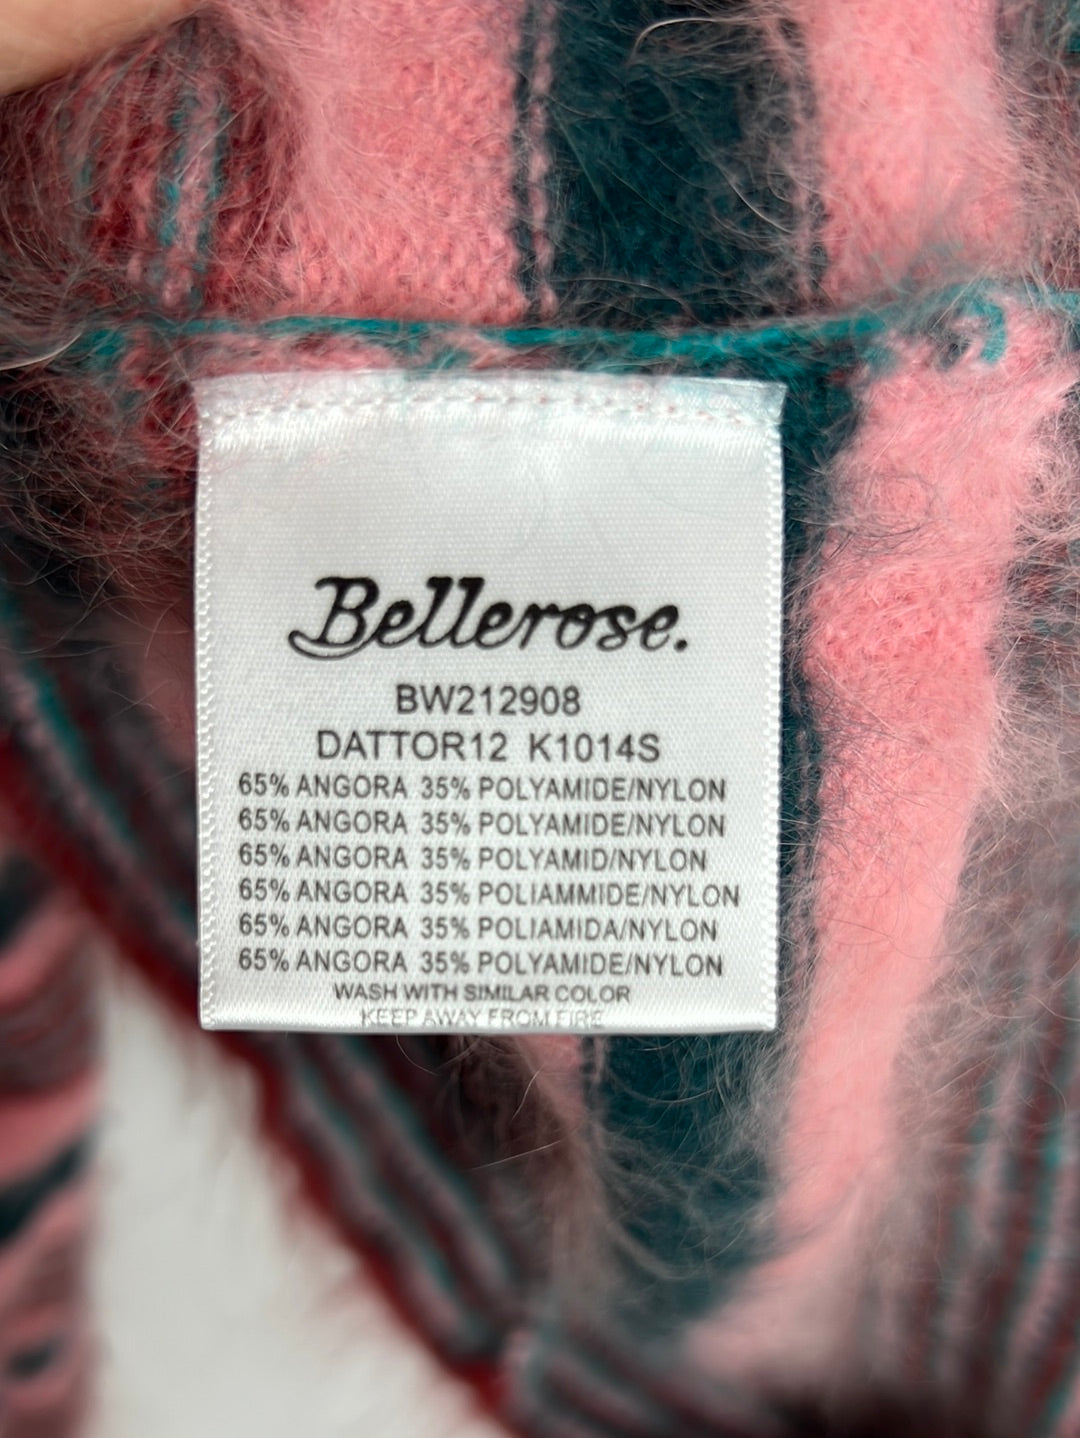 Bellerose.
BW212908
DATTOR12 K1014S
65% ANGORA 35% POLYAMIDE/NYLON
65% ANGORA 35% POLYAMIDE/NYLON
65% ANGORA 35% POLYAMID/NYLON
65% ANGORA 35% POLIAMMIDE/NYLON
65% ANGORA 35% POLIAMIDA/NYLON
65% ANGORA 35% POLYAMIDE/NYLON
WASH WITH SIMILAR COLOR
KEEP AWAY FROM FIRE